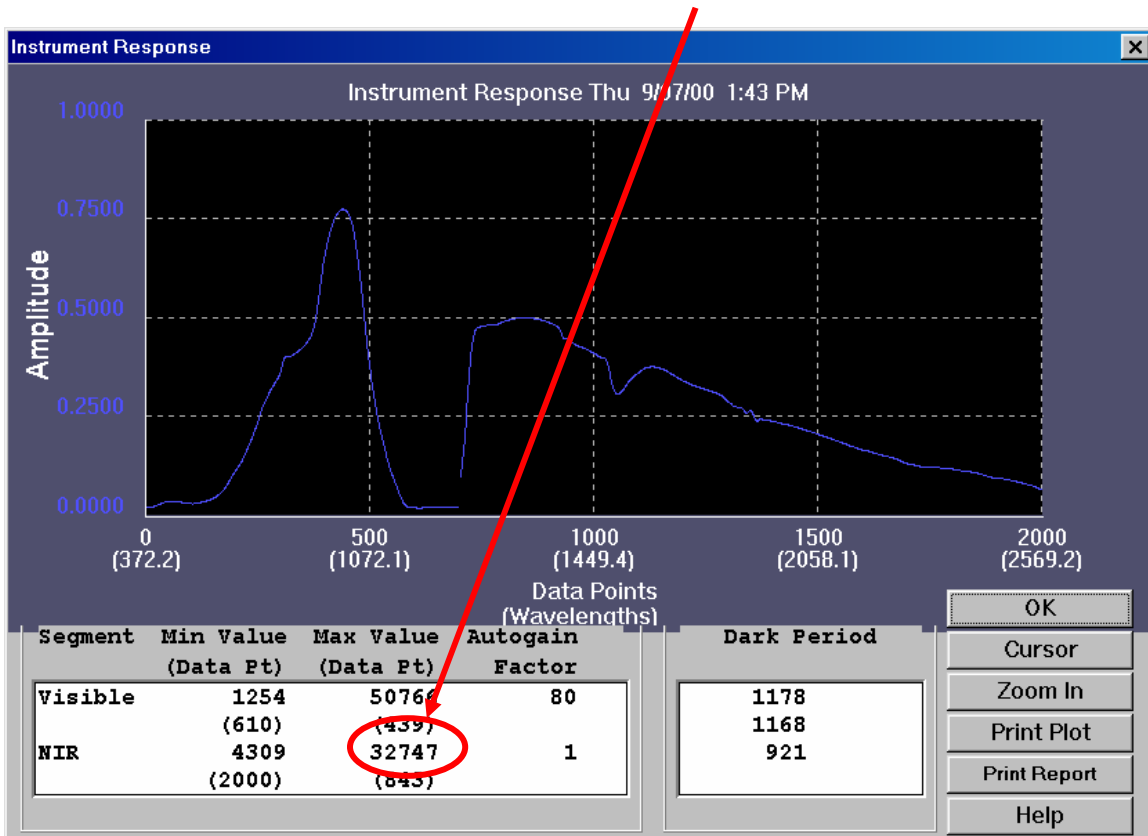 Instrument Response
Instrument Response Thu 9/07/00 1:43 PM
1.0000
0.7500
0.5000
0.2500
0.0000
Amplitude
0 500 1000 1500 2000
(372.2) (1072.1) (1449.4) (2058.1) (2569.2)
Data Points
(Wavelengths)
Segment Min Value Max Value Autogain
(Data Pt) (Data Pt) Factor
Visible 1254 50766 80
(610) (439)
NIR 4309 32747 1
(2000) (843)
Dark Period
1178
1168
921
OK
Cursor
Zoom In
Print Plot
Print Report
Help